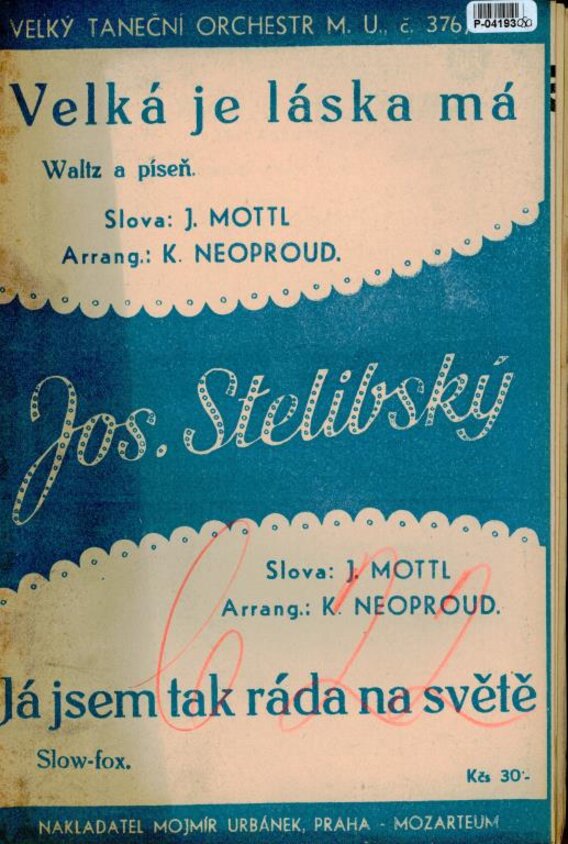 VELKÝ TANEČNÍ ORCHESTR M. U., č. 376,
P-04193
Velká je láska má
Waltz a píseň.
Slova: J. MOTTL
Arrang.: K. NEOPROUD.
Jos. Stelibský
Slova: J. MOTTL
Arrang.: K. NEOPROUD.
622
Já jsem tak ráda na světě
Slow-fox.
Kčs 30·-
NAKLADATEL MOJMÍR URBÁNEK, PRAHA - MOZARTEUM